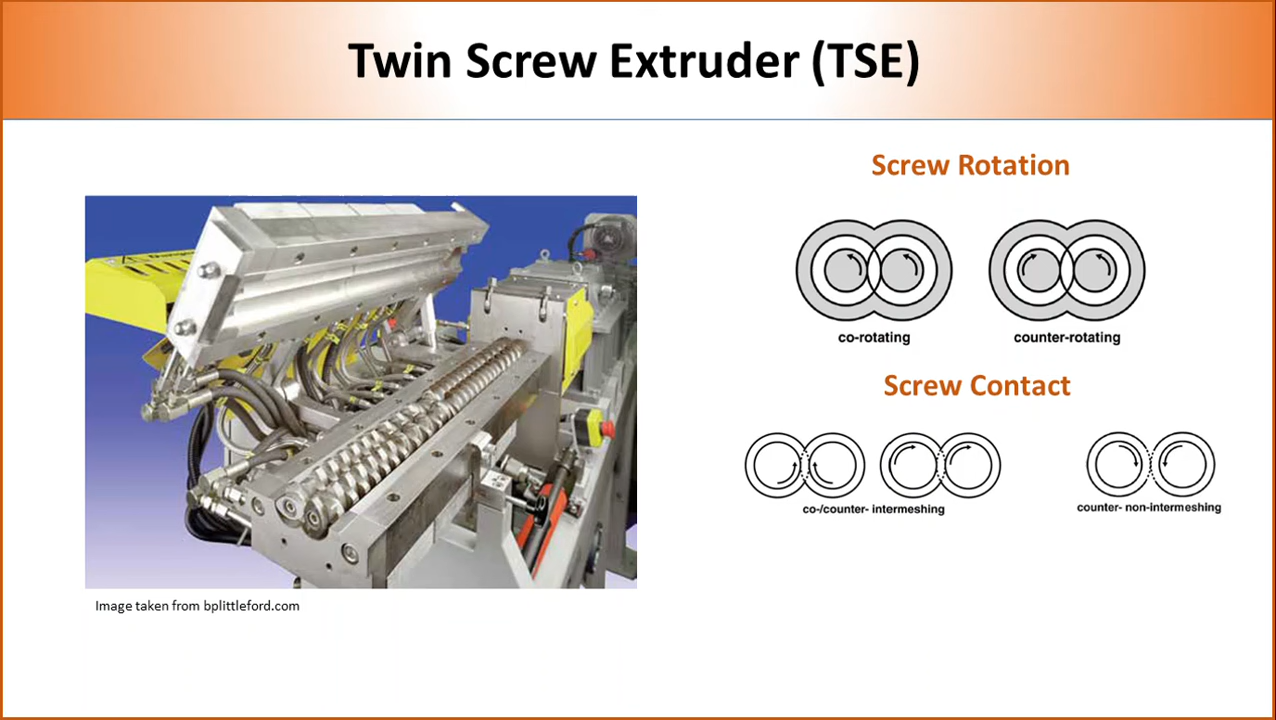 Twin Screw Extruder (TSE)
Screw Rotation
co-rotating
counter-rotating
Screw Contact
co-/counter- intermeshing
counter- non-intermeshing
Image taken from bplittleford.com